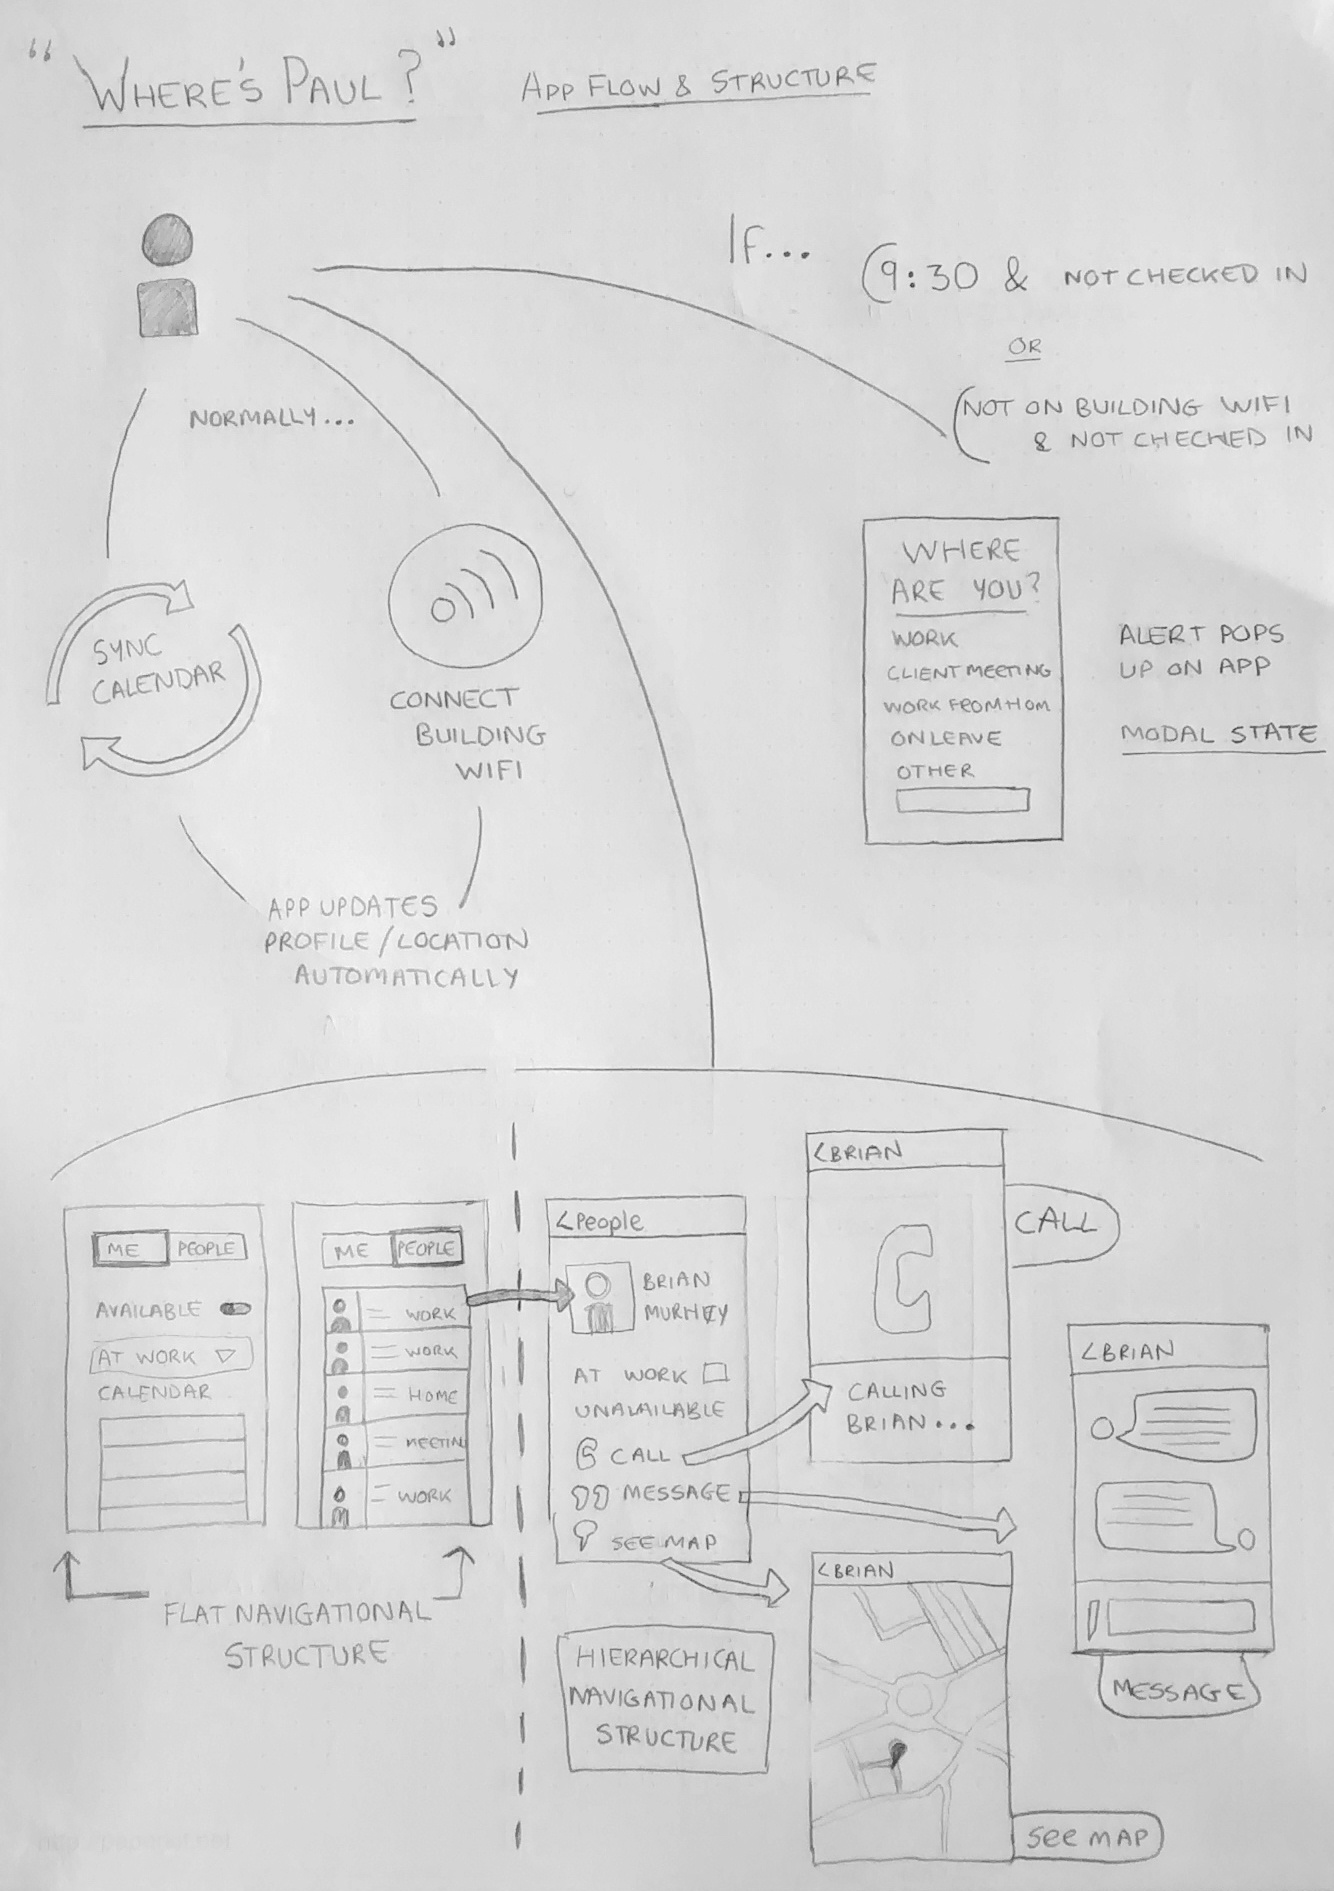 "WHERE'S PAUL?"
APP FLOW & STRUCTURE
IF...
(9:30 & NOT CHECKED IN
OR
(NOT ON BUILDING WIFI
& NOT CHECKED IN
NORMALLY...
SYNC
CALENDAR
CONNECT
BUILDING
WIFI
APP UPDATES
PROFILE/LOCATION
AUTOMATICALLY
WHERE
ARE YOU?
WORK
CLIENT MEETING
WORK FROM HOM
ON LEAVE
OTHER
ALERT POPS
UP ON APP
MODAL STATE
ME PEOPLE
AVAILABLE
AT WORK
CALENDAR
ME PEOPLE
WORK
WORK
HOME
MEETIN
WORK
FLAT NAVIGATIONAL
STRUCTURE
<People
BRIAN
AT WORK
UNAVAILABLE
CALL
MESSAGE
SEE MAP
HIERARCHICAL
NAVIGATIONAL
STRUCTURE
<BRIAN
CALLING
BRIAN...
CALL
<BRIAN
MESSAGE
<BRIAN
SEE MAP